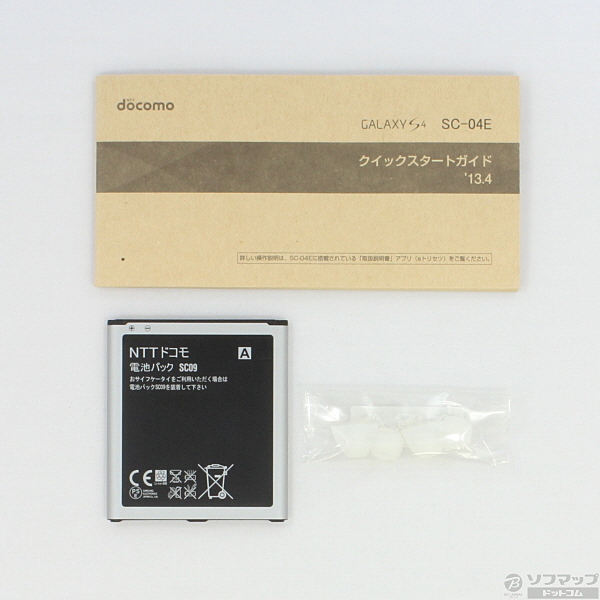 docomo
GALAXY S4 SC-04E
クイックスタートガイド
'13.4
詳しい操作説明は、SC-04Eに搭載されている「取扱説明書」アプリ(eトリセツ)をご覧ください。
NTTドコモ A
電池パック SC09
おサイフケータイをご利用いただく場合は
電池パックSC09を装着して下さい
ソフマップ
ドットコム